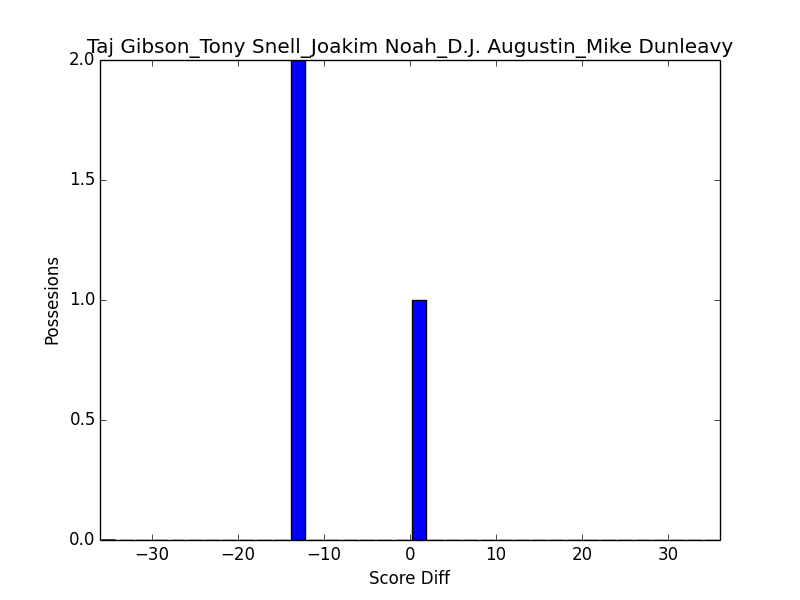 Taj Gibson_Tony Snell_Joakim Noah_D.J. Augustin_Mike Dunleavy
2.0
1.5
1.0
0.5
0.0
Possesions
−30 −20 −10 0 10 20 30
Score Diff